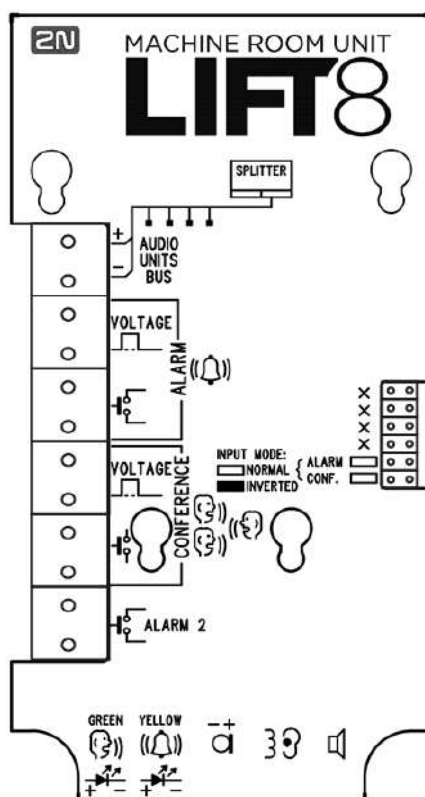 2N
MACHINE ROOM UNIT
LIFT8
SPLITTER
+
-
AUDIO
UNITS
BUS
VOLTAGE
ALARM
VOLTAGE
CONFERENCE
INPUT MODE:
NORMAL
INVERTED
ALARM
CONF.
X
X
X
X
ALARM 2
GREEN YELLOW
- +
+ - + -